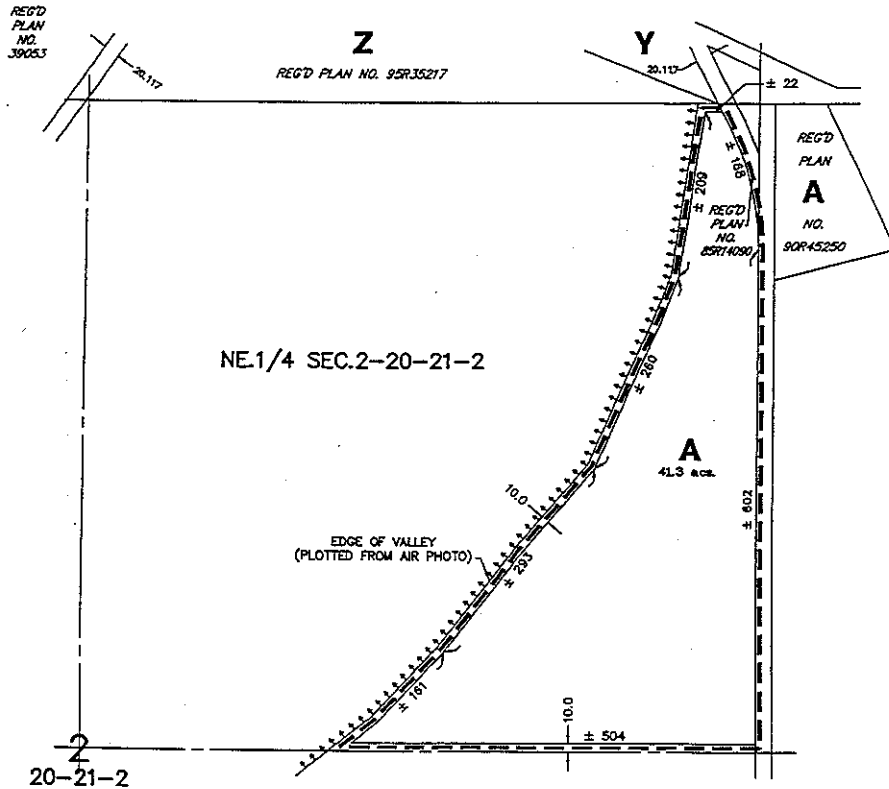 REG'D
PLAN
NO.
39053
20.117
Z
REG'D PLAN NO. 95R35217
Y
20.117
± 22
REG'D
PLAN
A
NO.
90R45250
± 188
± 209
REG'D
PLAN
NO.
85R14090
NE.1/4 SEC.2-20-21-2
± 260
A
41.3 acs.
± 602
10.0
EDGE OF VALLEY
(PLOTTED FROM AIR PHOTO)
± 293
± 161
10.0
± 504
2
20-21-2